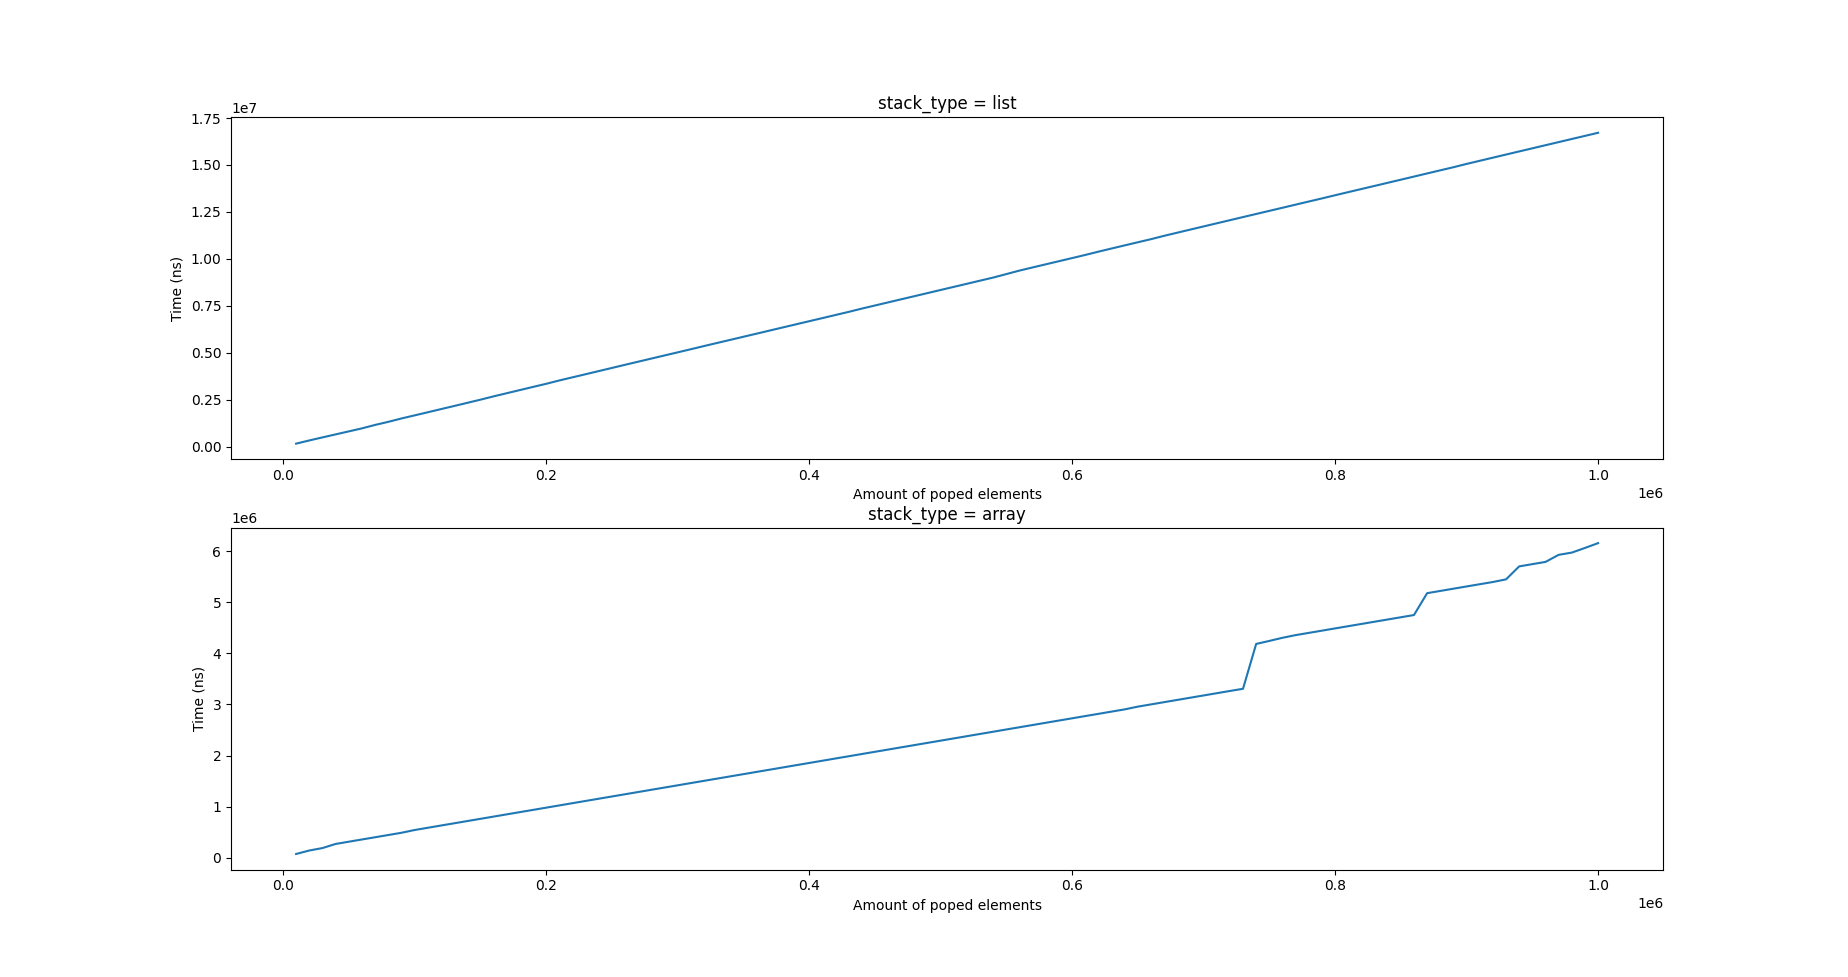 stack_type = list
1e7
1.75
1.50
1.25
1.00
0.75
0.50
0.25
0.00
Time (ns)
0.0 0.2 0.4 0.6 0.8 1.0
1e6
Amount of poped elements
stack_type = array
1e6
6
5
4
3
2
1
0
Time (ns)
0.0 0.2 0.4 0.6 0.8 1.0
1e6
Amount of poped elements